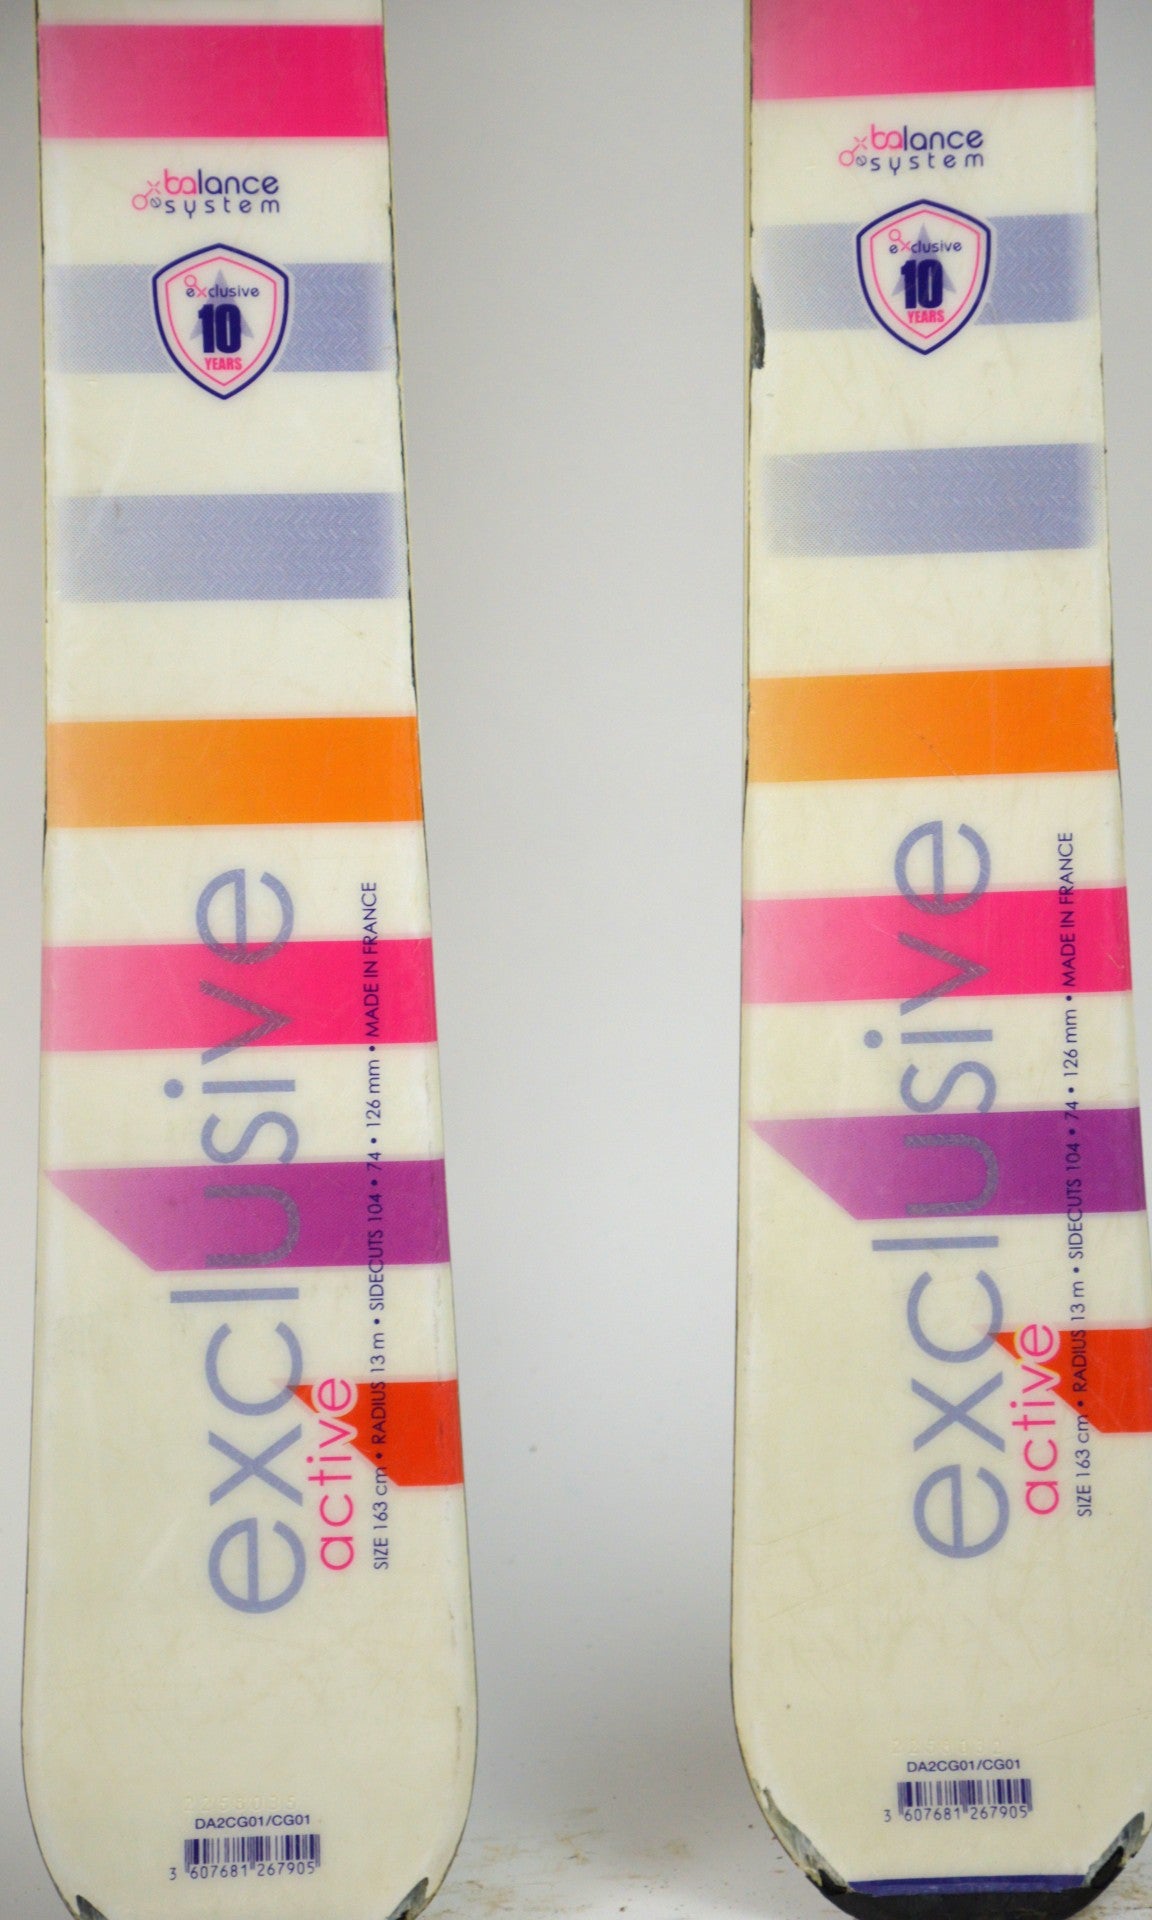 balance
system
exclusive
10
YEARS
exclusive
active
SIZE 163 cm • RADIUS 13 m • SIDECUTS 104 • 74 • 126 mm • MADE IN FRANCE
DA2CG01/CG01
3 607681 267905
balance
system
exclusive
10
YEARS
exclusive
active
SIZE 163 cm • RADIUS 13 m • SIDECUTS 104 • 74 • 126 mm • MADE IN FRANCE
DA2CG01/CG01
3 607681 267905